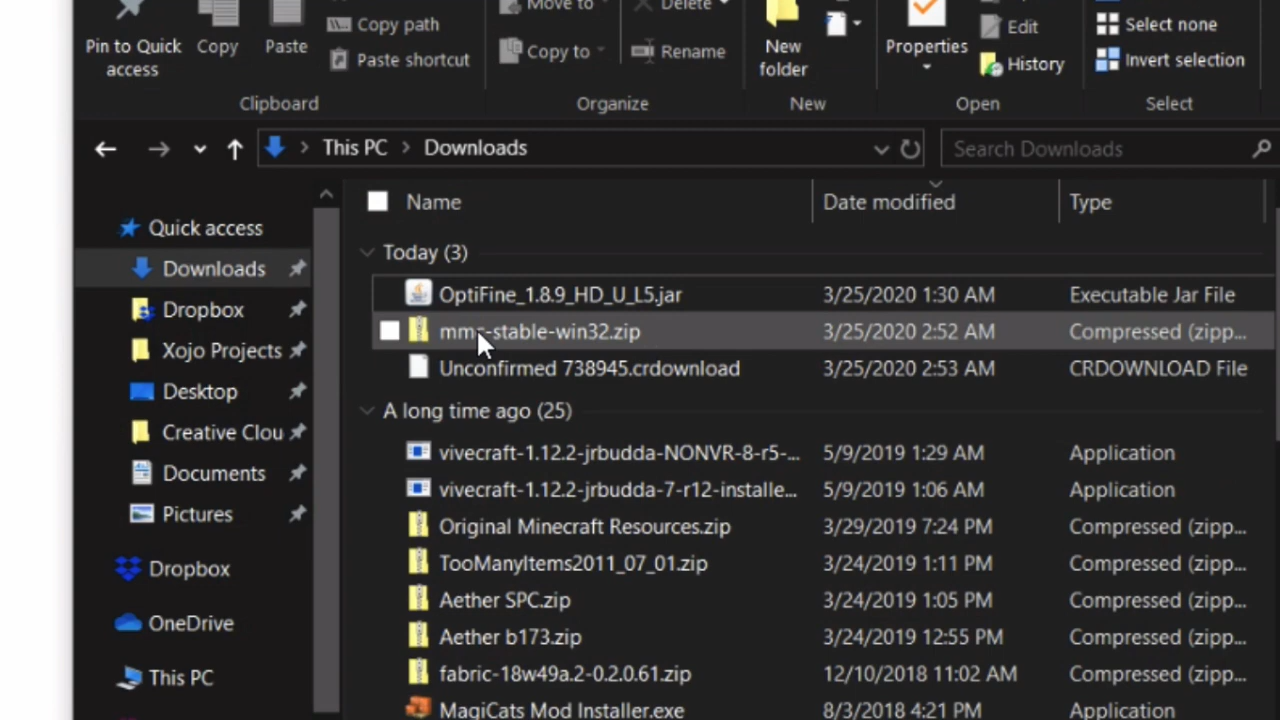 Move to
Delete
Pin to Quick
access
Copy
Paste
Copy path
Paste shortcut
Copy to
Rename
New
folder
Properties
Edit
History
Select none
Invert selection
Clipboard
Organize
New
Open
Select
This PC > Downloads
Search Downloads
Name
Date modified
Type
Quick access
Downloads
Dropbox
Xojo Projects
Desktop
Creative Clou
Documents
Pictures
Dropbox
OneDrive
This PC
Today (3)
OptiFine_1.8.9_HD_U_L5.jar 3/25/2020 1:30 AM Executable Jar File
mmc-stable-win32.zip 3/25/2020 2:52 AM Compressed (zipp...
Unconfirmed 738945.crdownload 3/25/2020 2:53 AM CRDOWNLOAD File
A long time ago (25)
vivecraft-1.12.2-jrbudda-NONVR-8-r5-... 5/9/2019 1:29 AM Application
vivecraft-1.12.2-jrbudda-7-r12-installe... 5/9/2019 1:06 AM Application
Original Minecraft Resources.zip 3/29/2019 7:24 PM Compressed (zipp...
TooManyItems2011_07_01.zip 3/24/2019 1:11 PM Compressed (zipp...
Aether SPC.zip 3/24/2019 1:05 PM Compressed (zipp...
Aether b173.zip 3/24/2019 12:55 PM Compressed (zipp...
fabric-18w49a.2-0.2.0.61.zip 12/10/2018 11:02 AM Compressed (zipp...
MagiCats Mod Installer.exe 8/3/2018 4:21 PM Application